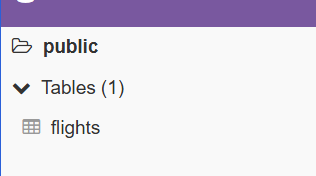 public
Tables (1)
flights